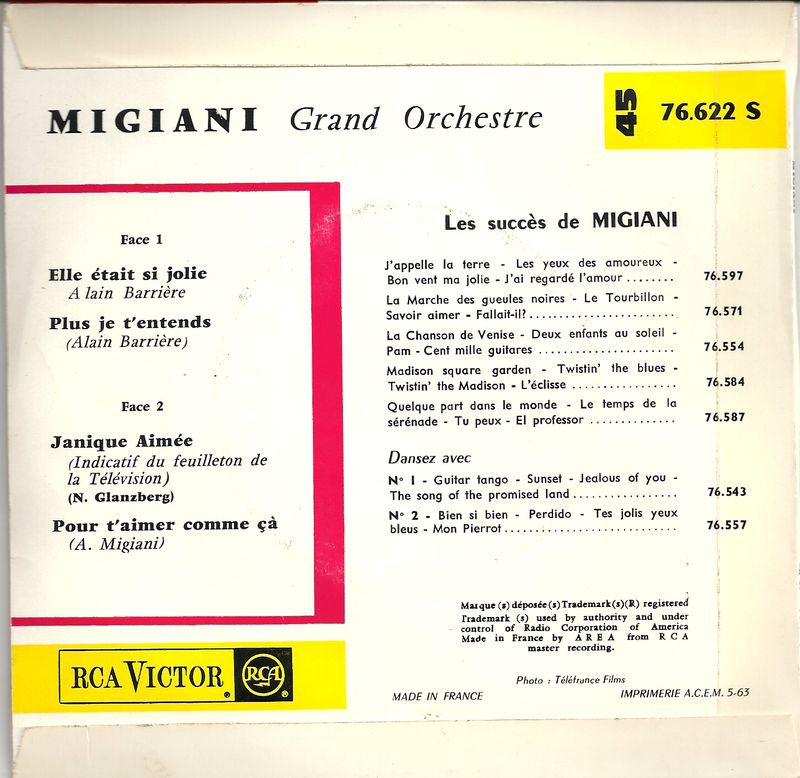 MIGIANI Grand Orchestre
45 76.622 S
Face 1
Elle était si jolie
Alain Barrière
Plus je t'entends
(Alain Barrière)
Face 2
Janique Aimée
(Indicatif du feuilleton de
la Télévision)
(N. Glanzberg)
Pour t'aimer comme çà
(A. Migiani)
Les succès de MIGIANI
J'appelle la terre - Les yeux des amoureux -
Bon vent ma jolie - J'ai regardé l'amour ........ 76.597
La Marche des gueules noires - Le Tourbillon -
Savoir aimer - Fallait-il? ...................... 76.571
La Chanson de Venise - Deux enfants au soleil -
Pam - Cent mille guitares ...................... 76.554
Madison square garden - Twistin' the blues -
Twistin' the Madison - L'éclisse ................. 76.584
Quelque part dans le monde - Le temps de la
sérénade - Tu peux - El professor .............. 76.587
Dansez avec
N° 1 - Guitar tango - Sunset - Jealous of you -
The song of the promised land ................. 76.543
N° 2 - Bien si bien - Perdido - Tes jolis yeux
bleus - Mon Pierrot ............................ 76.557
Marque (s) déposée (s) Trademark(s)(R) registered
Trademark (s) used by authority and under
control of Radio Corporation of America
Made in France by AREA from RCA
master recording.
RCA VICTOR RCA
Photo : Téléfrance Films
MADE IN FRANCE
IMPRIMERIE A.C.E.M. 5-63